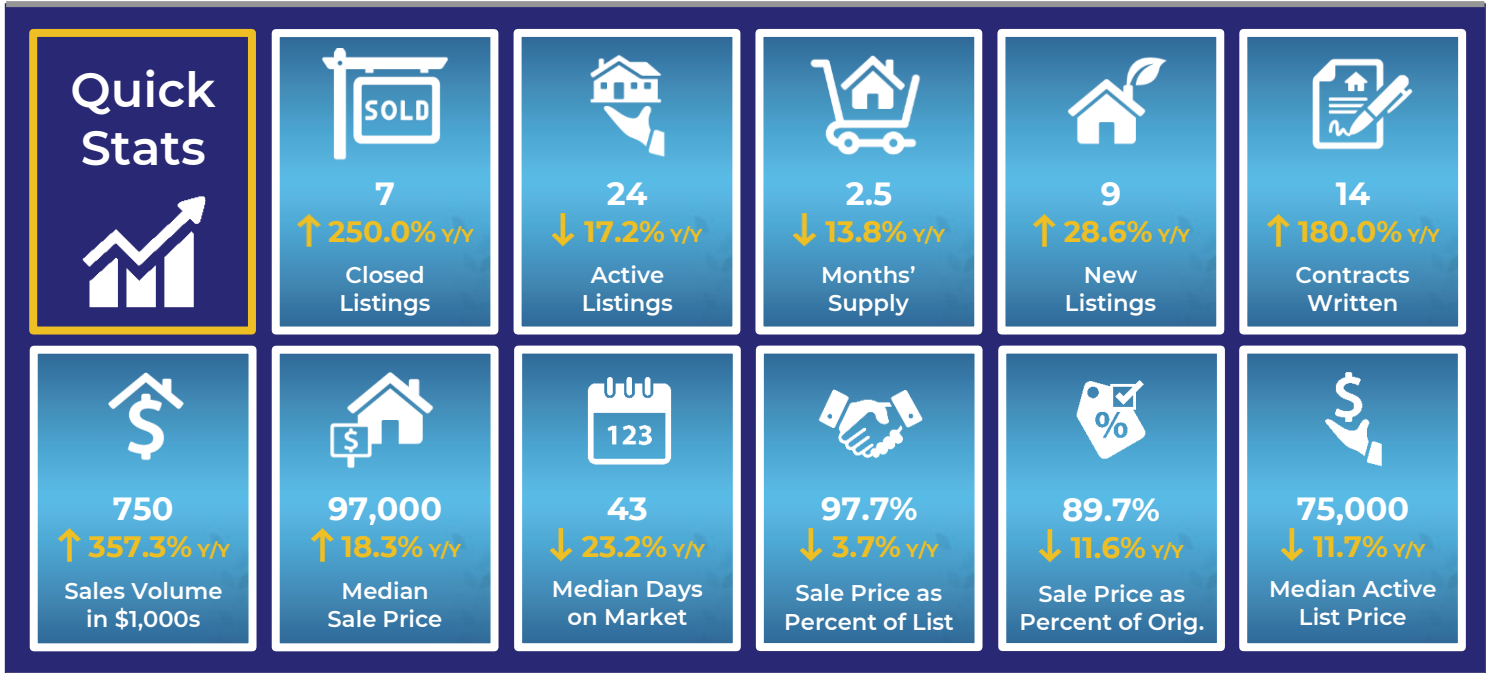 Quick
Stats
SOLD
7
↑ 250.0% Y/Y
Closed
Listings
24
↓ 17.2% Y/Y
Active
Listings
2.5
↓ 13.8% Y/Y
Months’
Supply
9
↑ 28.6% Y/Y
New
Listings
14
↑ 180.0% Y/Y
Contracts
Written
$
750
↑ 357.3% Y/Y
Sales Volume
in $1,000s
$
97,000
↑ 18.3% Y/Y
Median
Sale Price
123
43
↓ 23.2% Y/Y
Median Days
on Market
97.7%
↓ 3.7% Y/Y
Sale Price as
Percent of List
%
89.7%
↓ 11.6% Y/Y
Sale Price as
Percent of Orig.
$
75,000
↓ 11.7% Y/Y
Median Active
List Price